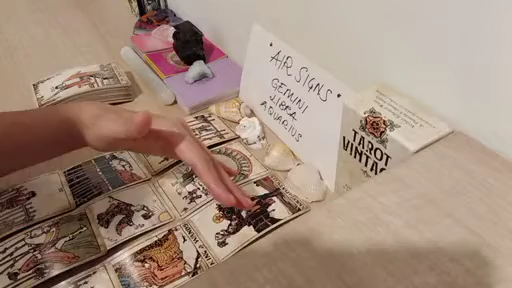 AIR SIGNS
GEMINI
LIBRA
AQUARIUS
TAROT
VINTAG